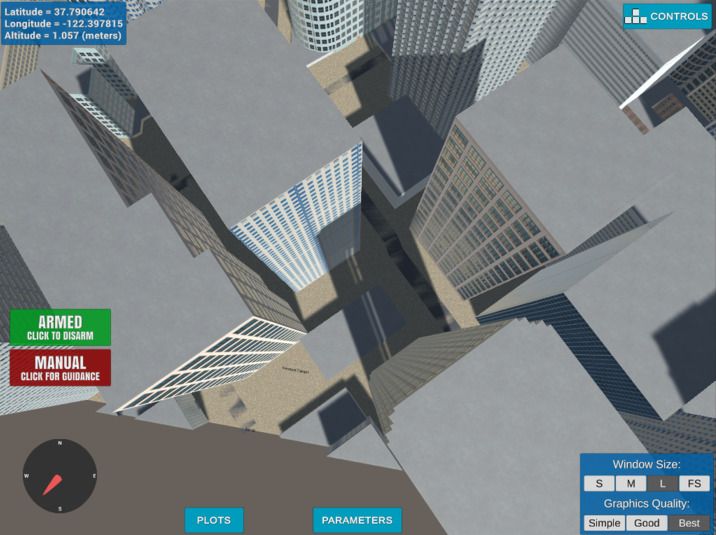 Latitude = 37.790642
Longitude = -122.397815
Altitude = 1.057 (meters)
CONTROLS
ARMED
CLICK TO DISARM
MANUAL
CLICK FOR GUIDANCE
N
W E
S
PLOTS
PARAMETERS
Window Size:
S M L FS
Graphics Quality:
Simple Good Best